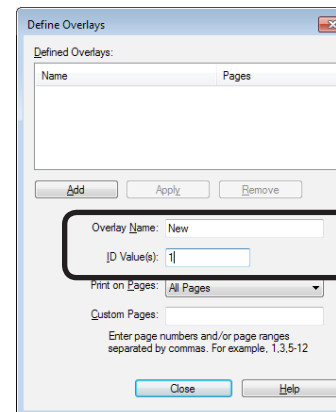 Define Overlays
Defined Overlays:
Name Pages
Add Apply Remove
Overlay Name: New
ID Value(s): 1
Print on Pages: All Pages
Custom Pages:
Enter page numbers and/or page ranges
separated by commas. For example, 1,3,5-12
Close Help